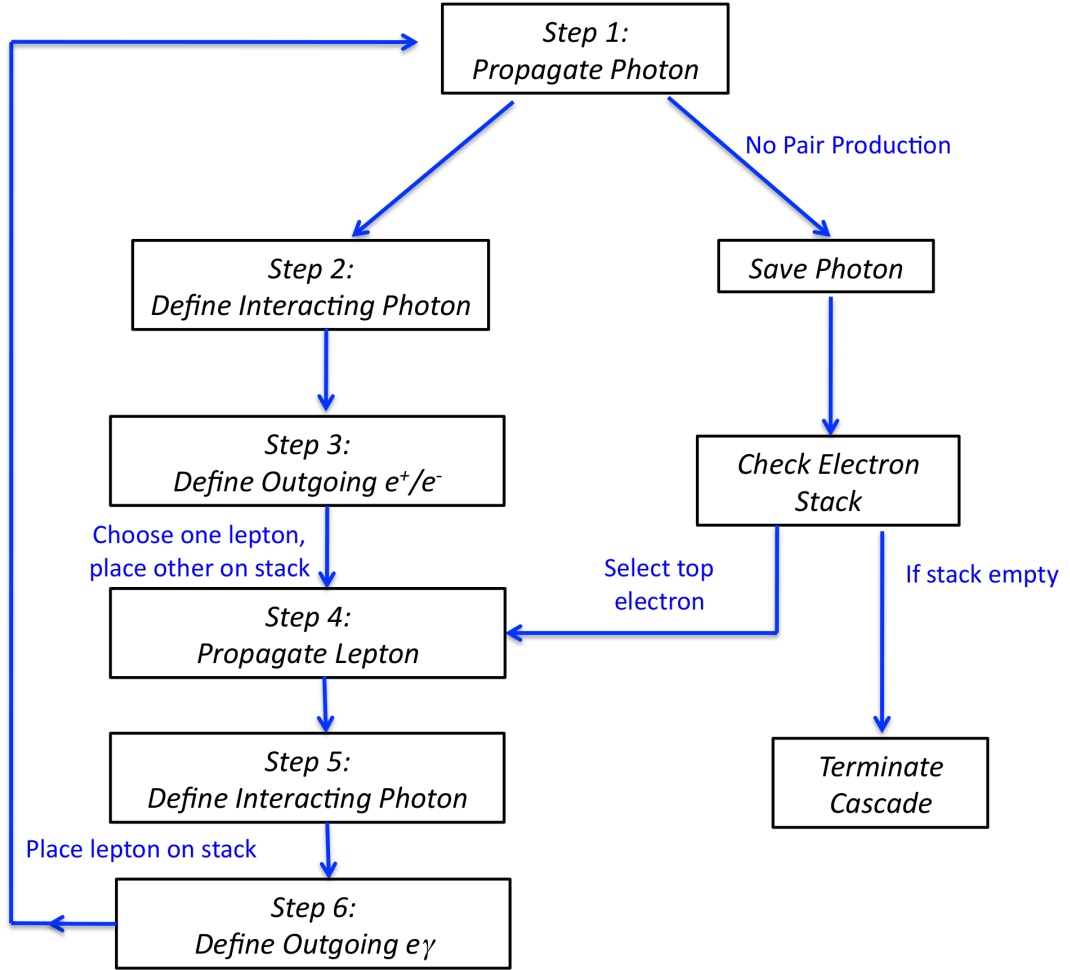 Step 1:
Propagate Photon
No Pair Production
Step 2:
Define Interacting Photon
Save Photon
Step 3:
Define Outgoing e⁺/e⁻
Check Electron
Stack
Choose one lepton,
place other on stack
Select top
electron
If stack empty
Step 4:
Propagate Lepton
Step 5:
Define Interacting Photon
Terminate
Cascade
Place lepton on stack
Step 6:
Define Outgoing eγ